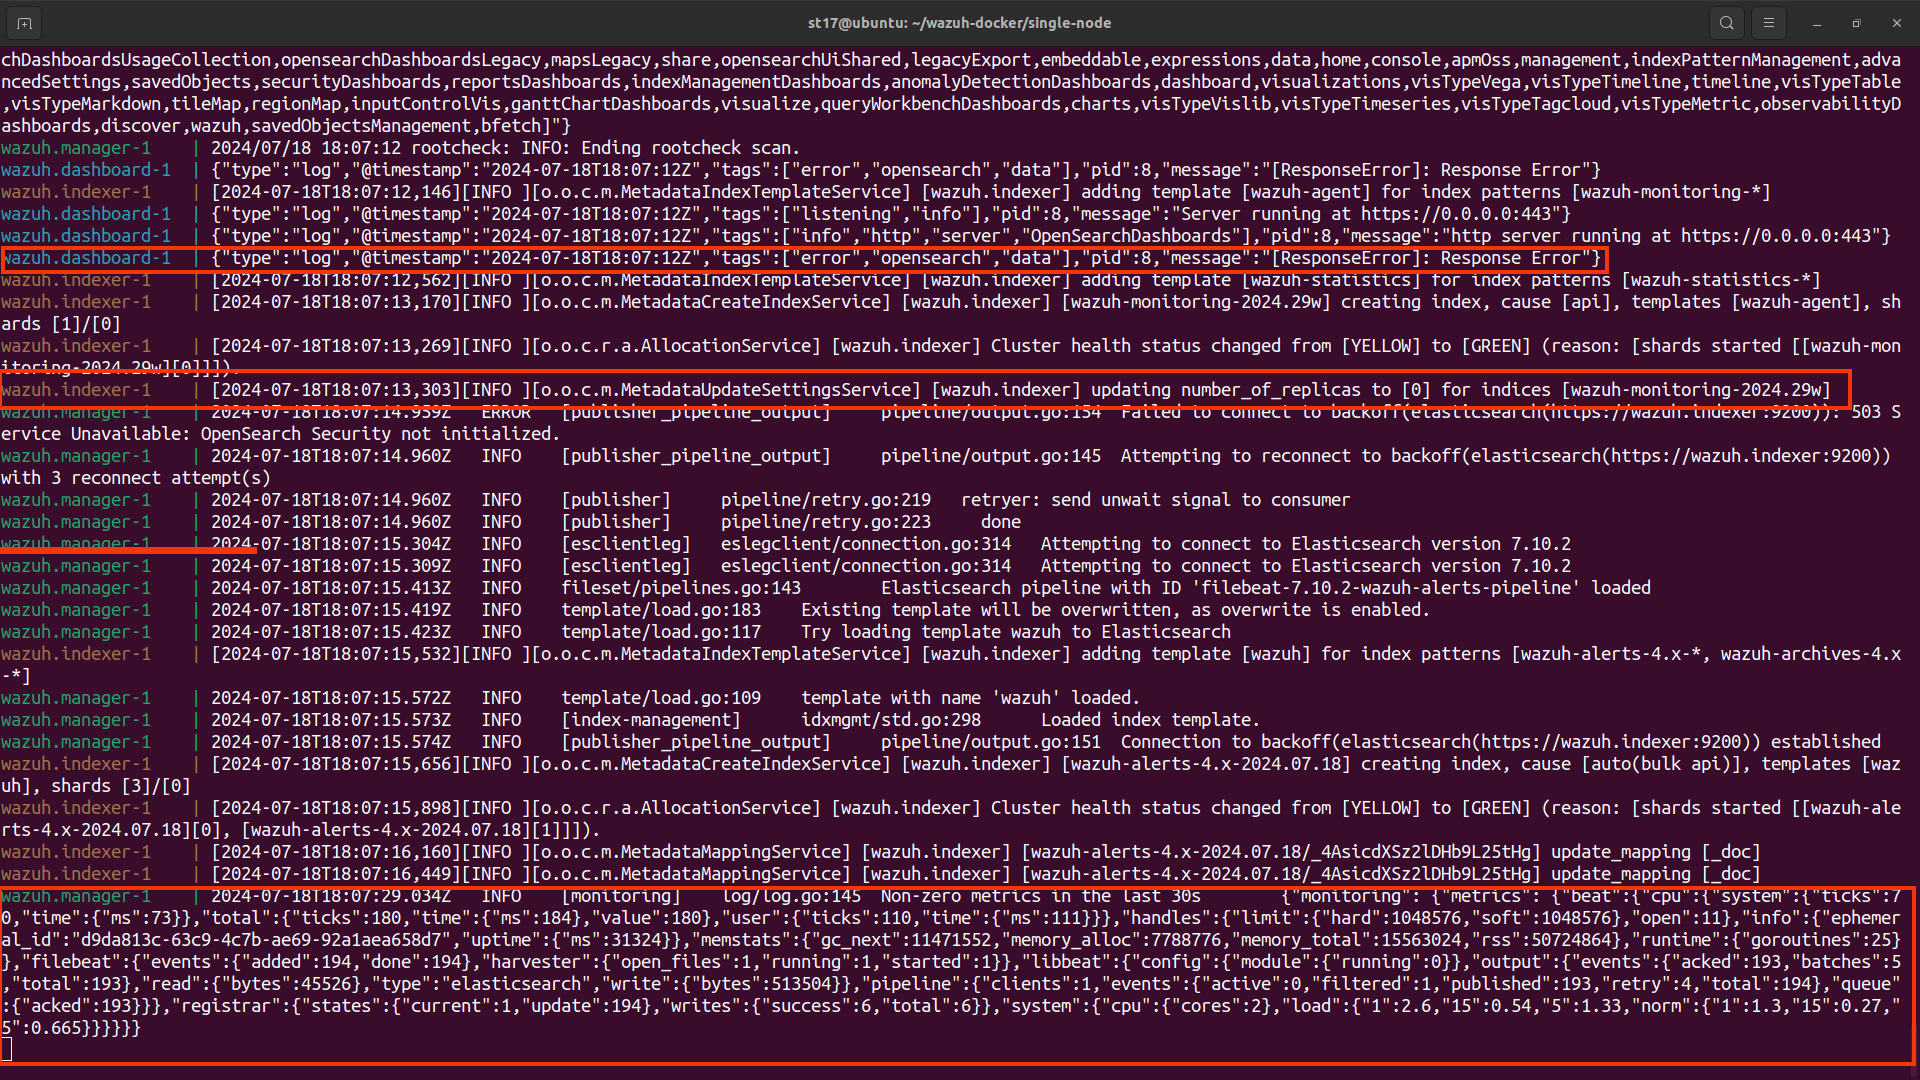 st17@ubuntu: ~/wazuh-docker/single-node
chDashboardsUsageCollection,opensearchDashboardsLegacy,mapsLegacy,share,opensearchUiShared,legacyExport,embeddable,expressions,data,home,console,apmOss,management,indexPatternManagement,adva
ncedSettings,savedObjects,securityDashboards,reportsDashboards,indexManagementDashboards,anomalyDetectionDashboards,dashboard,visualizations,visTypeVega,visTypeTimeline,timeline,visTypeTable
,visTypeMarkdown,tileMap,regionMap,inputControlVis,ganttChartDashboards,visualize,queryWorkbenchDashboards,charts,visTypeVislib,visTypeTimeseries,visTypeTagcloud,visTypeMetric,observabilityD
ashboards,discover,wazuh,savedObjectsManagement,bfetch]"}
wazuh.manager-1    | 2024/07/18 18:07:12 rootcheck: INFO: Ending rootcheck scan.
wazuh.dashboard-1  | {"type":"log","@timestamp":"2024-07-18T18:07:12Z","tags":["error","opensearch","data"],"pid":8,"message":"[ResponseError]: Response Error"}
wazuh.indexer-1    | [2024-07-18T18:07:12,146][INFO ][o.o.c.m.MetadataIndexTemplateService] [wazuh.indexer] adding template [wazuh-agent] for index patterns [wazuh-monitoring-*]
wazuh.dashboard-1  | {"type":"log","@timestamp":"2024-07-18T18:07:12Z","tags":["listening","info"],"pid":8,"message":"Server running at https://0.0.0.0:443"}
wazuh.dashboard-1  | {"type":"log","@timestamp":"2024-07-18T18:07:12Z","tags":["info","http","server","OpenSearchDashboards"],"pid":8,"message":"http server running at https://0.0.0.0:443"}
wazuh.dashboard-1  | {"type":"log","@timestamp":"2024-07-18T18:07:12Z","tags":["error","opensearch","data"],"pid":8,"message":"[ResponseError]: Response Error"}
wazuh.indexer-1    | [2024-07-18T18:07:12,562][INFO ][o.o.c.m.MetadataIndexTemplateService] [wazuh.indexer] adding template [wazuh-statistics] for index patterns [wazuh-statistics-*]
wazuh.indexer-1    | [2024-07-18T18:07:13,170][INFO ][o.o.c.m.MetadataCreateIndexService] [wazuh.indexer] [wazuh-monitoring-2024.29w] creating index, cause [api], templates [wazuh-agent], sh
ards [1]/[0]
wazuh.indexer-1    | [2024-07-18T18:07:13,269][INFO ][o.o.c.r.a.AllocationService] [wazuh.indexer] Cluster health status changed from [YELLOW] to [GREEN] (reason: [shards started [[wazuh-mon
itoring-2024.29w][0]]]).
wazuh.indexer-1    | [2024-07-18T18:07:13,303][INFO ][o.o.c.m.MetadataUpdateSettingsService] [wazuh.indexer] updating number_of_replicas to [0] for indices [wazuh-monitoring-2024.29w]
wazuh.manager-1    | 2024-07-18T18:07:14.959Z   ERROR   [publisher_pipeline_output]     pipeline/output.go:154  Failed to connect to backoff(elasticsearch(https://wazuh.indexer:9200)): 503 S
ervice Unavailable: OpenSearch Security not initialized.
wazuh.manager-1    | 2024-07-18T18:07:14.960Z   INFO    [publisher_pipeline_output]     pipeline/output.go:145  Attempting to reconnect to backoff(elasticsearch(https://wazuh.indexer:9200))
with 3 reconnect attempt(s)
wazuh.manager-1    | 2024-07-18T18:07:14.960Z   INFO    [publisher]     pipeline/retry.go:219   retryer: send unwait signal to consumer
wazuh.manager-1    | 2024-07-18T18:07:14.960Z   INFO    [publisher]     pipeline/retry.go:223     done
wazuh.manager-1    | 2024-07-18T18:07:15.304Z   INFO    [esclientleg]   eslegclient/connection.go:314   Attempting to connect to Elasticsearch version 7.10.2
wazuh.manager-1    | 2024-07-18T18:07:15.309Z   INFO    [esclientleg]   eslegclient/connection.go:314   Attempting to connect to Elasticsearch version 7.10.2
wazuh.manager-1    | 2024-07-18T18:07:15.413Z   INFO    fileset/pipelines.go:143        Elasticsearch pipeline with ID 'filebeat-7.10.2-wazuh-alerts-pipeline' loaded
wazuh.manager-1    | 2024-07-18T18:07:15.419Z   INFO    template/load.go:183    Existing template will be overwritten, as overwrite is enabled.
wazuh.manager-1    | 2024-07-18T18:07:15.423Z   INFO    template/load.go:117    Try loading template wazuh to Elasticsearch
wazuh.indexer-1    | [2024-07-18T18:07:15,532][INFO ][o.o.c.m.MetadataIndexTemplateService] [wazuh.indexer] adding template [wazuh] for index patterns [wazuh-alerts-4.x-*, wazuh-archives-4.x
-*]
wazuh.manager-1    | 2024-07-18T18:07:15.572Z   INFO    template/load.go:109    template with name 'wazuh' loaded.
wazuh.manager-1    | 2024-07-18T18:07:15.573Z   INFO    [index-management]      idxmgmt/std.go:298      Loaded index template.
wazuh.manager-1    | 2024-07-18T18:07:15.574Z   INFO    [publisher_pipeline_output]     pipeline/output.go:151  Connection to backoff(elasticsearch(https://wazuh.indexer:9200)) established
wazuh.indexer-1    | [2024-07-18T18:07:15,656][INFO ][o.o.c.m.MetadataCreateIndexService] [wazuh.indexer] [wazuh-alerts-4.x-2024.07.18] creating index, cause [auto(bulk api)], templates [waz
uh], shards [3]/[0]
wazuh.indexer-1    | [2024-07-18T18:07:15,898][INFO ][o.o.c.r.a.AllocationService] [wazuh.indexer] Cluster health status changed from [YELLOW] to [GREEN] (reason: [shards started [[wazuh-ale
rts-4.x-2024.07.18][0], [wazuh-alerts-4.x-2024.07.18][1]]]).
wazuh.indexer-1    | [2024-07-18T18:07:16,160][INFO ][o.o.c.m.MetadataMappingService] [wazuh.indexer] [wazuh-alerts-4.x-2024.07.18/_4AsicdXSz2lDHb9L25tHg] update_mapping [_doc]
wazuh.indexer-1    | [2024-07-18T18:07:16,449][INFO ][o.o.c.m.MetadataMappingService] [wazuh.indexer] [wazuh-alerts-4.x-2024.07.18/_4AsicdXSz2lDHb9L25tHg] update_mapping [_doc]
wazuh.manager-1    | 2024-07-18T18:07:29.034Z   INFO    [monitoring]    log/log.go:145  Non-zero metrics in the last 30s        {"monitoring": {"metrics": {"beat":{"cpu":{"system":{"ticks":7
0,"time":{"ms":73}},"total":{"ticks":180,"time":{"ms":184},"value":180},"user":{"ticks":110,"time":{"ms":111}}},"handles":{"limit":{"hard":1048576,"soft":1048576},"open":11},"info":{"ephemer
al_id":"d9da813c-63c9-4c7b-ae69-92a1aea658d7","uptime":{"ms":31324}},"memstats":{"gc_next":11471552,"memory_alloc":7788776,"memory_total":15563024,"rss":50724864},"runtime":{"goroutines":25}
},"filebeat":{"events":{"added":194,"done":194},"harvester":{"open_files":1,"running":1,"started":1}},"libbeat":{"config":{"module":{"running":0}},"output":{"events":{"acked":193,"batches":5
,"total":193},"read":{"bytes":45526},"type":"elasticsearch","write":{"bytes":513504}},"pipeline":{"clients":1,"events":{"active":0,"filtered":1,"published":193,"retry":4,"total":194},"queue"
:{"acked":193}}},"registrar":{"states":{"current":1,"update":194},"writes":{"success":6,"total":6}},"system":{"cpu":{"cores":2},"load":{"1":2.6,"15":0.54,"5":1.33,"norm":{"1":1.3,"15":0.27,"
5":0.665}}}}}}